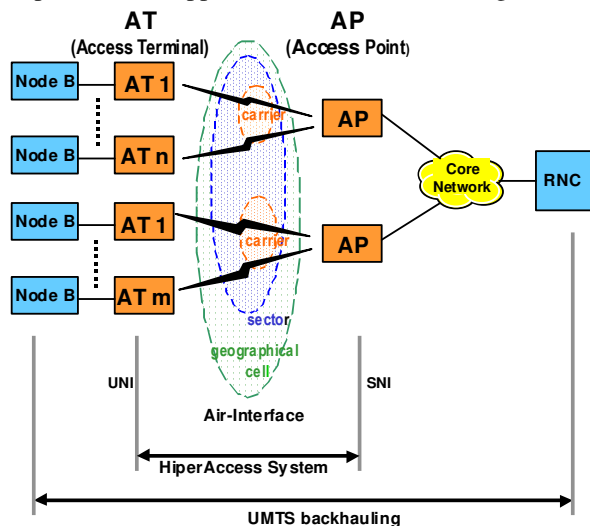 AT
(Access Terminal)
AP
(Access Point)
Node B
AT 1
carrier
AP
Node B
AT n
Core
Network
RNC
Node B
AT 1
carrier
AP
Node B
AT m
sector
geographical
cell
UNI
SNI
Air-Interface
HiperAccess System
UMTS backhauling